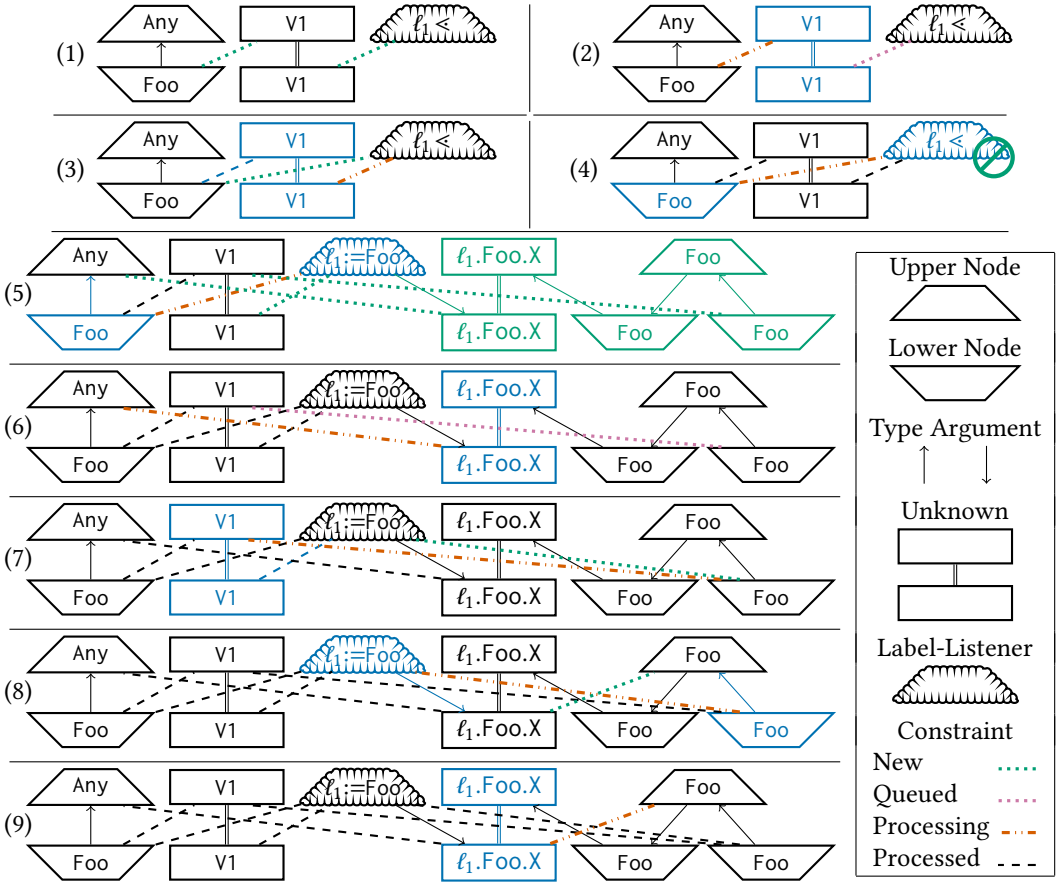 Any V1 ℓ₁ ⋖
(1)
Foo V1
Any V1 ℓ₁ ⋖
(2)
Foo V1
Any V1 ℓ₁ ⋖
(3)
Foo V1
Any V1 ℓ₁ ⋖
(4)
Foo V1
Any V1 ℓ₁:=Foo ℓ₁.Foo.X Foo
(5)
Foo V1 ℓ₁.Foo.X Foo Foo
Any V1 ℓ₁:=Foo ℓ₁.Foo.X Foo
(6)
Foo V1 ℓ₁.Foo.X Foo Foo
Any V1 ℓ₁:=Foo ℓ₁.Foo.X Foo
(7)
Foo V1 ℓ₁.Foo.X Foo Foo
Any V1 ℓ₁:=Foo ℓ₁.Foo.X Foo
(8)
Foo V1 ℓ₁.Foo.X Foo Foo
Any V1 ℓ₁:=Foo ℓ₁.Foo.X Foo
(9)
Foo V1 ℓ₁.Foo.X Foo Foo
Upper Node
Lower Node
Type Argument
Unknown
Label-Listener
Constraint
New
Queued
Processing
Processed